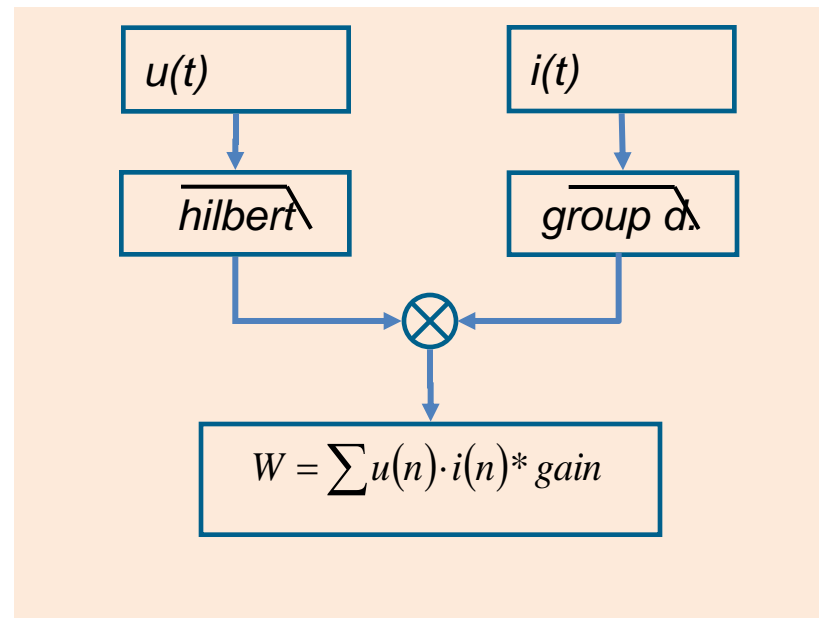 u(t)
i(t)
hilbert
group d.
W = ∑ u(n)·i(n)* gain